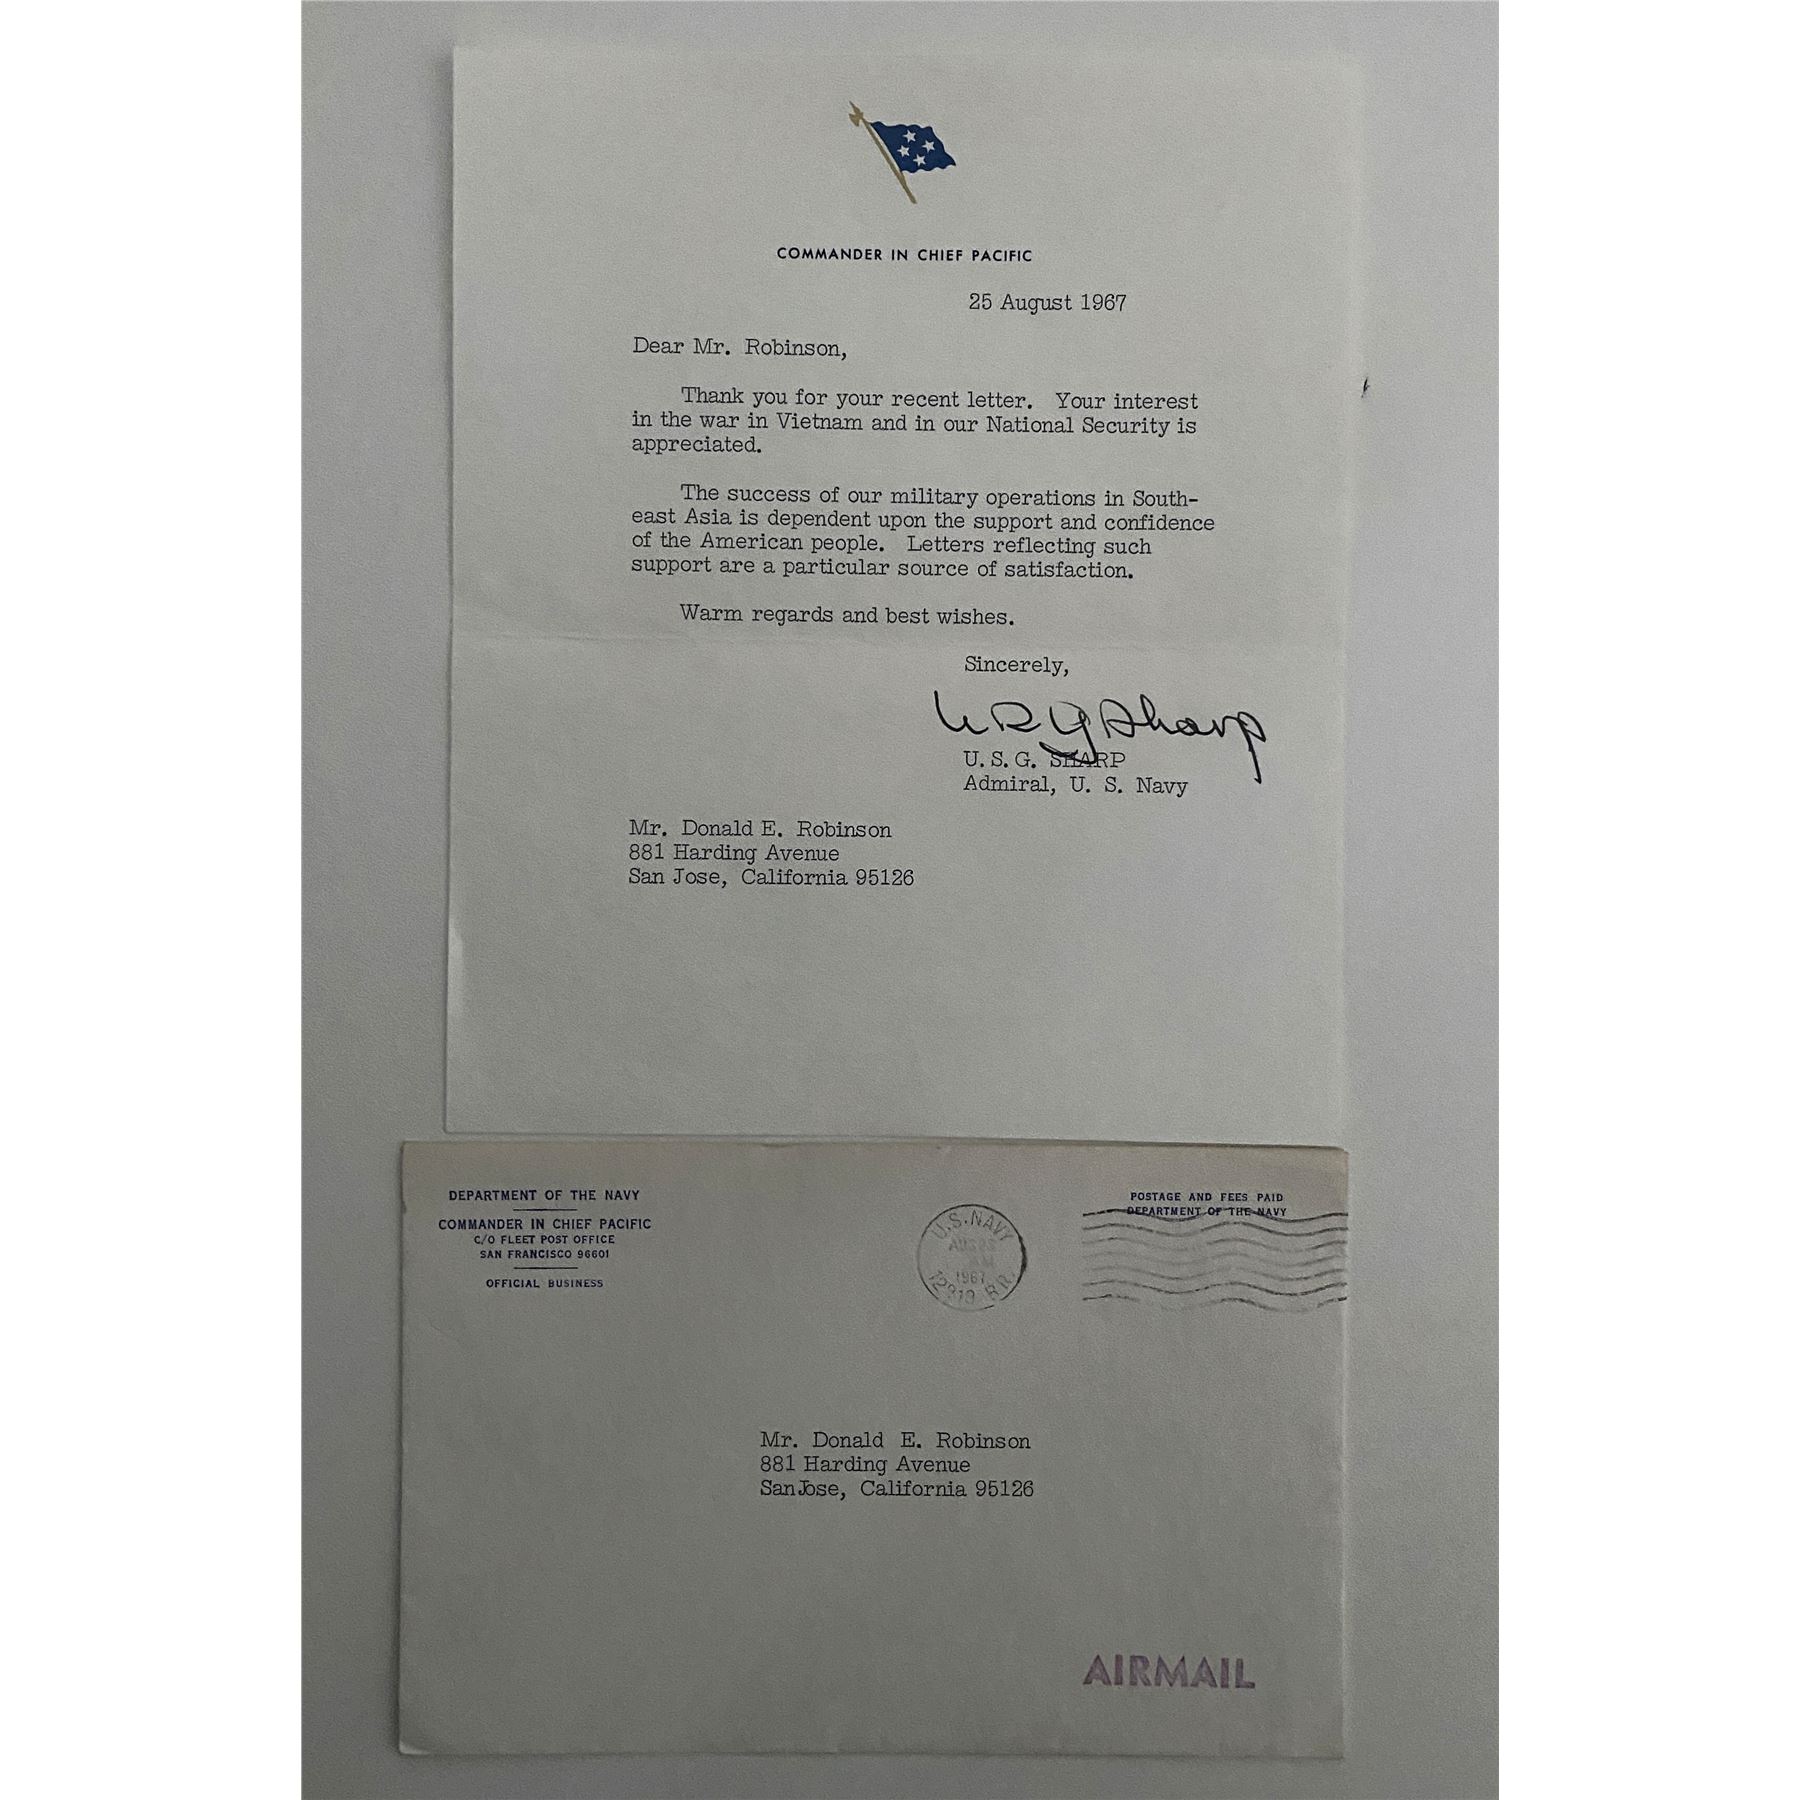 COMMANDER IN CHIEF PACIFIC
25 August 1967
Dear Mr. Robinson,
Thank you for your recent letter. Your interest
in the war in Vietnam and in our National Security is
appreciated.
The success of our military operations in South-
east Asia is dependent upon the support and confidence
of the American people. Letters reflecting such
support are a particular source of satisfaction.
Warm regards and best wishes.
Sincerely,
U S G Sharp
U. S. G. SHARP
Admiral, U. S. Navy
Mr. Donald E. Robinson
881 Harding Avenue
San Jose, California 95126
DEPARTMENT OF THE NAVY
COMMANDER IN CHIEF PACIFIC
C/O FLEET POST OFFICE
SAN FRANCISCO 96601
OFFICIAL BUSINESS
U.S. NAVY
AUG
AM
1967
BR.
POSTAGE AND FEES PAID
DEPARTMENT OF THE NAVY
Mr. Donald E. Robinson
881 Harding Avenue
San Jose, California 95126
AIRMAIL